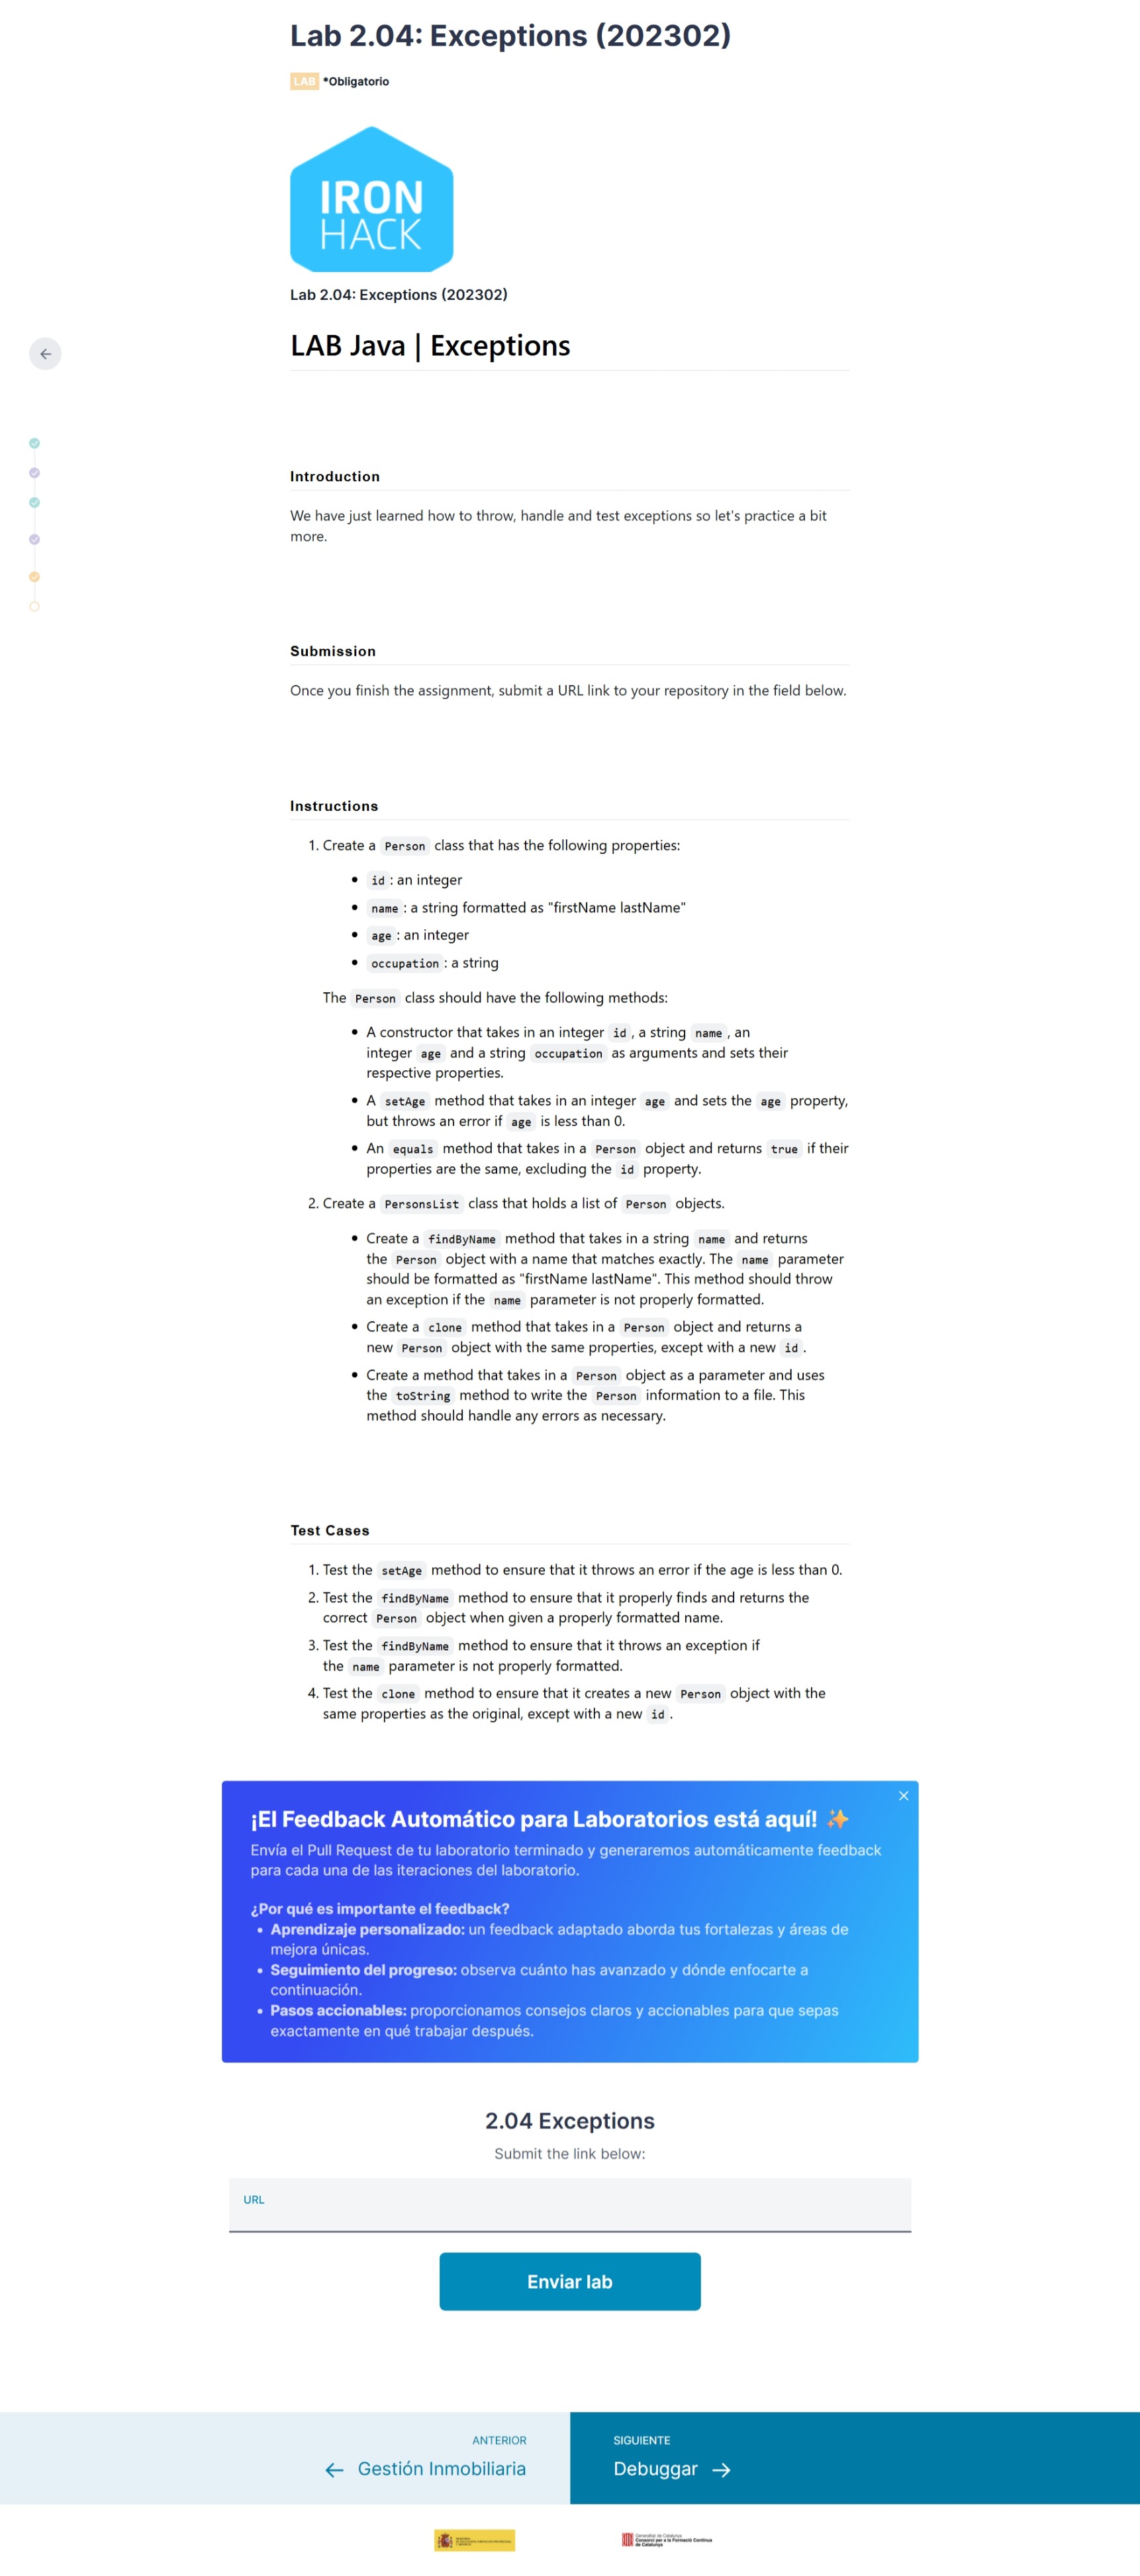 Lab 2.04: Exceptions (202302)
LAB *Obligatorio
IRON
HACK
Lab 2.04: Exceptions (202302)
LAB Java | Exceptions
Introduction
We have just learned how to throw, handle and test exceptions so let's practice a bit
more.
Submission
Once you finish the assignment, submit a URL link to your repository in the field below.
Instructions
1. Create a Person class that has the following properties:
• id : an integer
• name : a string formatted as "firstName lastName"
• age : an integer
• occupation : a string
The Person class should have the following methods:
• A constructor that takes in an integer id , a string name , an
integer age and a string occupation as arguments and sets their
respective properties.
• A setAge method that takes in an integer age and sets the age property,
but throws an error if age is less than 0.
• An equals method that takes in a Person object and returns true if their
properties are the same, excluding the id property.
2. Create a PersonsList class that holds a list of Person objects.
• Create a findByName method that takes in a string name and returns
the Person object with a name that matches exactly. The name parameter
should be formatted as "firstName lastName". This method should throw
an exception if the name parameter is not properly formatted.
• Create a clone method that takes in a Person object and returns a
new Person object with the same properties, except with a new id .
• Create a method that takes in a Person object as a parameter and uses
the toString method to write the Person information to a file. This
method should handle any errors as necessary.
Test Cases
1. Test the setAge method to ensure that it throws an error if the age is less than 0.
2. Test the findByName method to ensure that it properly finds and returns the
correct Person object when given a properly formatted name.
3. Test the findByName method to ensure that it throws an exception if
the name parameter is not properly formatted.
4. Test the clone method to ensure that it creates a new Person object with the
same properties as the original, except with a new id .
¡El Feedback Automático para Laboratorios está aquí! ✨
Envía el Pull Request de tu laboratorio terminado y generaremos automáticamente feedback
para cada una de las iteraciones del laboratorio.
¿Por qué es importante el feedback?
• Aprendizaje personalizado: un feedback adaptado aborda tus fortalezas y áreas de
mejora únicas.
• Seguimiento del progreso: observa cuánto has avanzado y dónde enfocarte a
continuación.
• Pasos accionables: proporcionamos consejos claros y accionables para que sepas
exactamente en qué trabajar después.
2.04 Exceptions
Submit the link below:
URL
Enviar lab
ANTERIOR
← Gestión Inmobiliaria
SIGUIENTE
Debuggar →
Generalitat de Catalunya
Consorci per a la Formació Contínua
de Catalunya